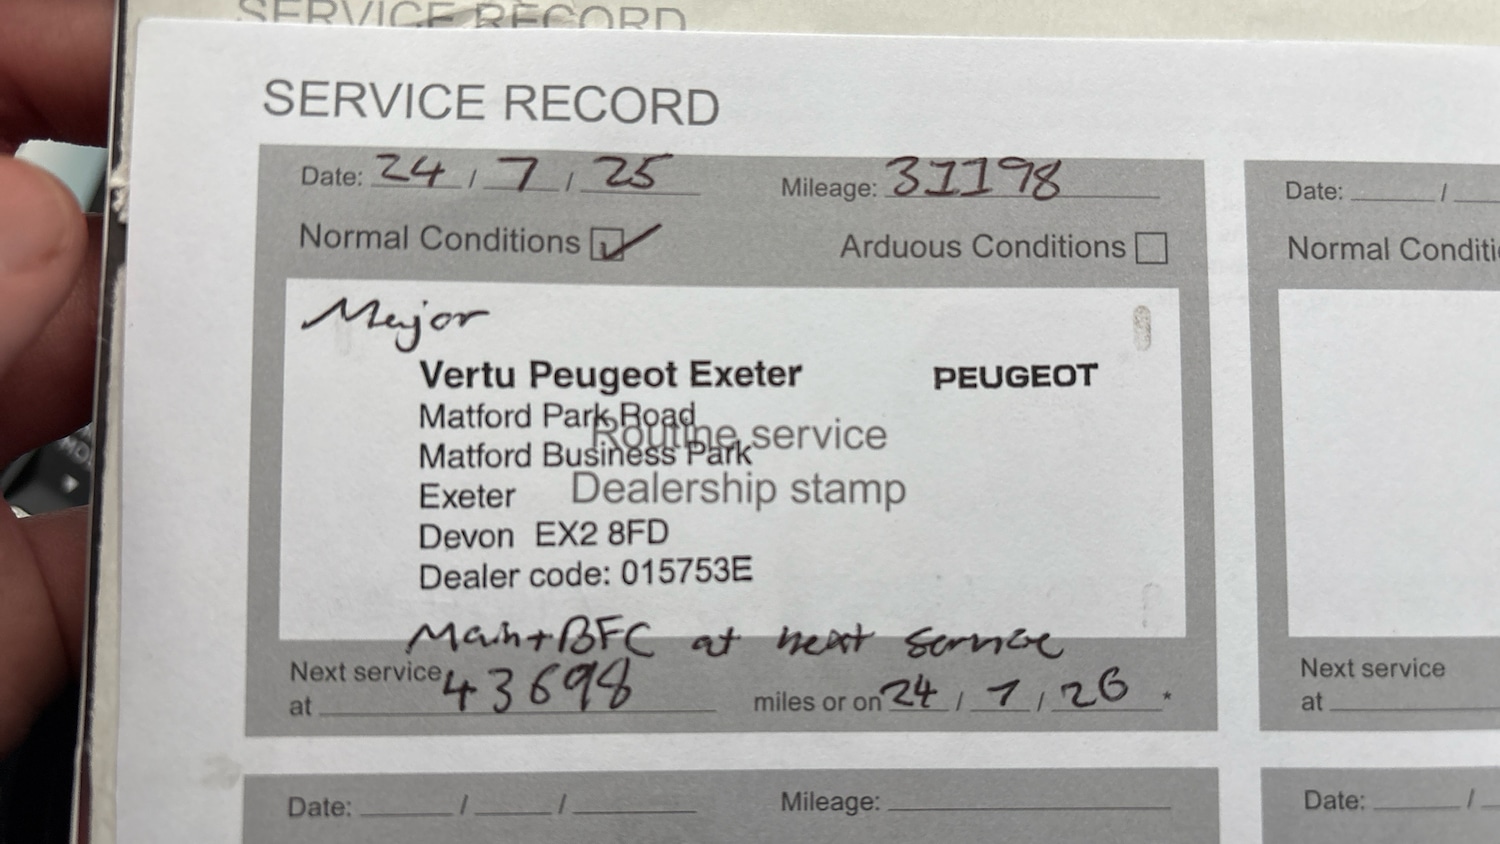 SERVICE RECORD
SERVICE RECORD
Date: 24 / 7 / 25 Mileage: 31198
Normal Conditions Arduous Conditions
Major
Vertu Peugeot Exeter PEUGEOT
Matford Park Road
Routine service
Matford Business Park
Dealership stamp
Exeter
Devon EX2 8FD
Dealer code: 015753E
Main + BFC at next service
Next service at 43698 miles or on 24 / 7 / 26 *
Date: / / Mileage:
Date: /
Normal Conditi
Next service
at
Date: /